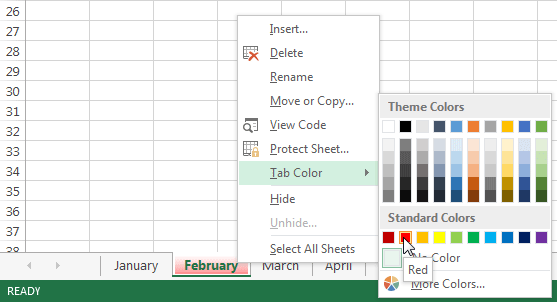 26
27
28
29
30
31
32
33
34
35
36
37
38
Insert...
Delete
Rename
Move or Copy...
View Code
Protect Sheet...
Tab Color
Hide
Unhide...
Select All Sheets
Theme Colors
Standard Colors
No Color
Red
More Colors...
January
February
March
April
READY